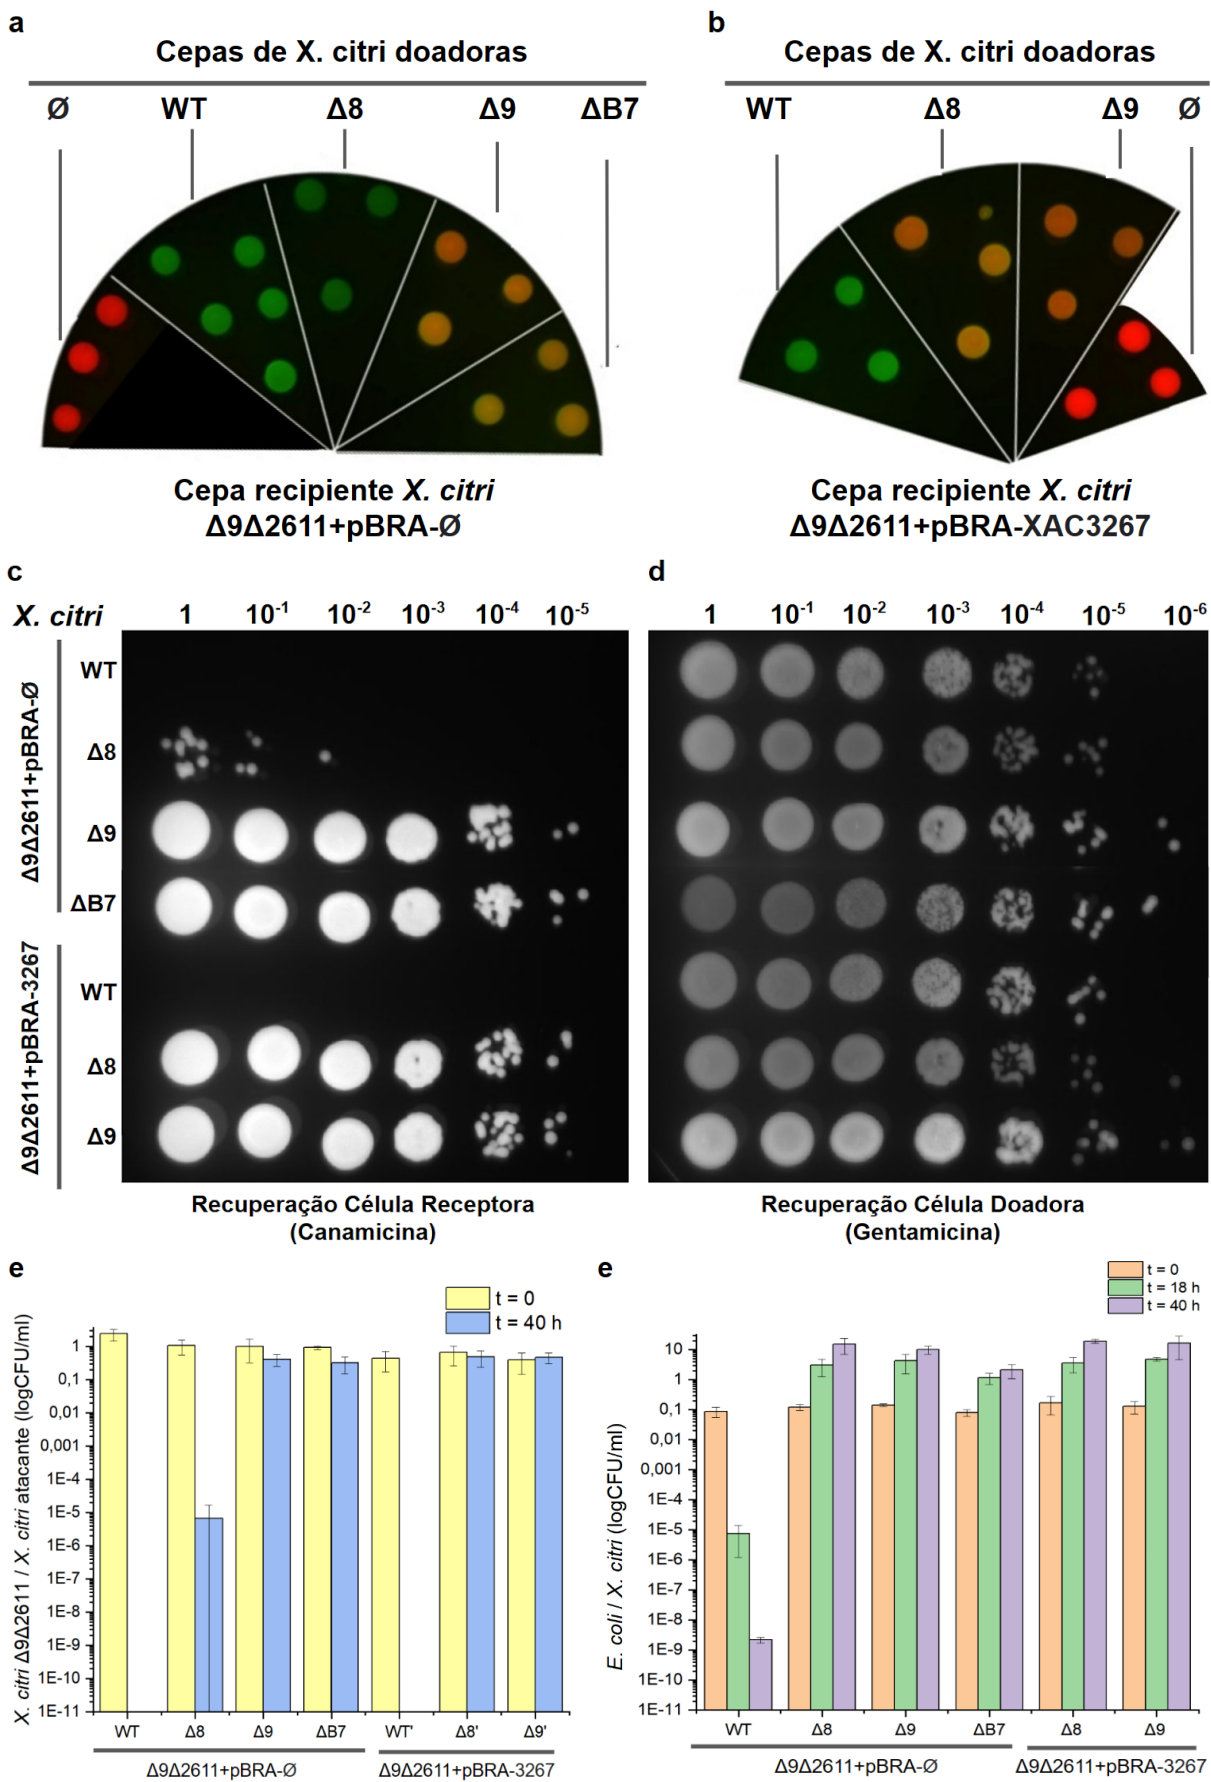 a
Cepas de X. citri doadoras
Ø WT Δ8 Δ9 ΔB7
Cepa recipiente X. citri
Δ9Δ2611+pBRA-Ø
b
Cepas de X. citri doadoras
WT Δ8 Δ9 Ø
Cepa recipiente X. citri
Δ9Δ2611+pBRA-XAC3267
c
X. citri 1 10-1 10-2 10-3 10-4 10-5
Δ9Δ2611+pBRA-Ø
WT
Δ8
Δ9
ΔB7
Δ9Δ2611+pBRA-3267
WT
Δ8
Δ9
Recuperação Célula Receptora
(Canamicina)
d
1 10-1 10-2 10-3 10-4 10-5 10-6
Recuperação Célula Doadora
(Gentamicina)
e
X. citri Δ9Δ2611 / X. citri atacante (logCFU/ml)
t = 0
t = 40 h
1
0,1
0,01
0,001
1E-4
1E-5
1E-6
1E-7
1E-8
1E-9
1E-10
1E-11
WT Δ8 Δ9 ΔB7 WT' Δ8' Δ9'
Δ9Δ2611+pBRA-Ø Δ9Δ2611+pBRA-3267
e
E. coli / X. citri (logCFU/ml)
t = 0
t = 18 h
t = 40 h
10
1
0,1
0,01
0,001
1E-4
1E-5
1E-6
1E-7
1E-8
1E-9
1E-10
1E-11
WT Δ8 Δ9 ΔB7 Δ8 Δ9
Δ9Δ2611+pBRA-Ø Δ9Δ2611+pBRA-3267